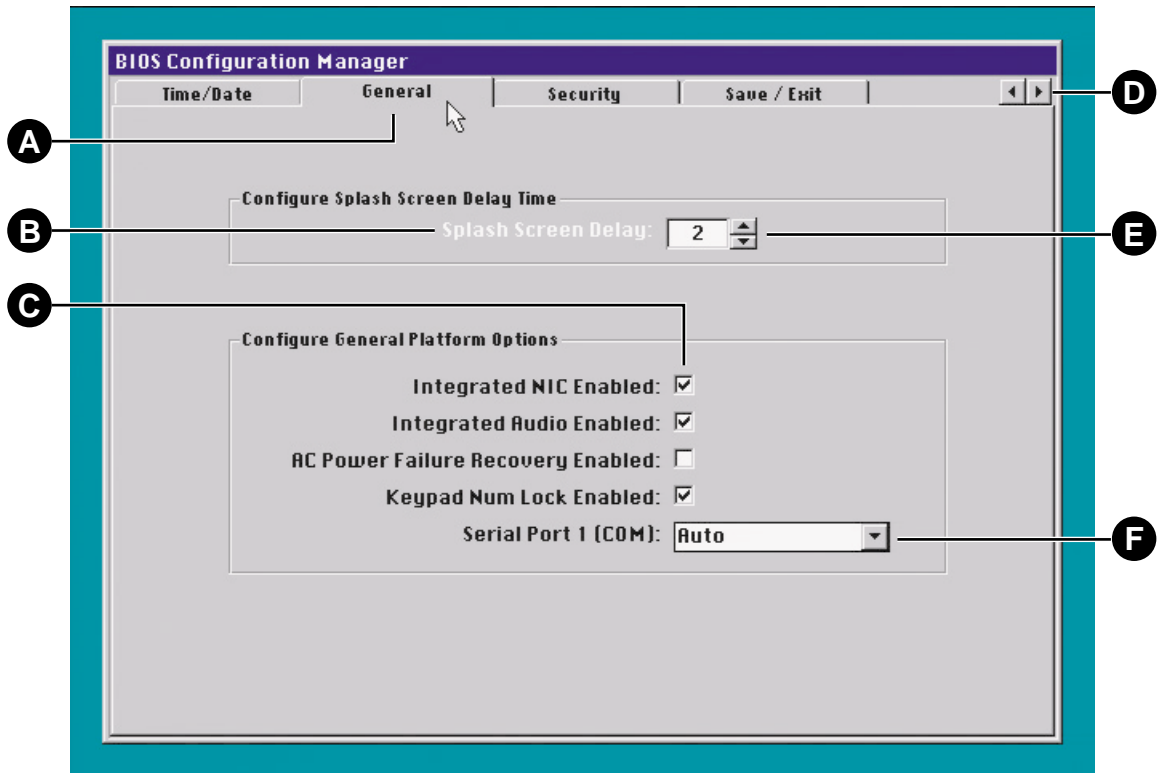 BIOS Configuration Manager
Time/Date General Security Save / Exit
D
A
Configure Splash Screen Delay Time
B
Splash Screen Delay: 2
E
C
Configure General Platform Options
Integrated NIC Enabled:
Integrated Audio Enabled:
AC Power Failure Recovery Enabled:
Keypad Num Lock Enabled:
Serial Port 1 (COM): Auto
F